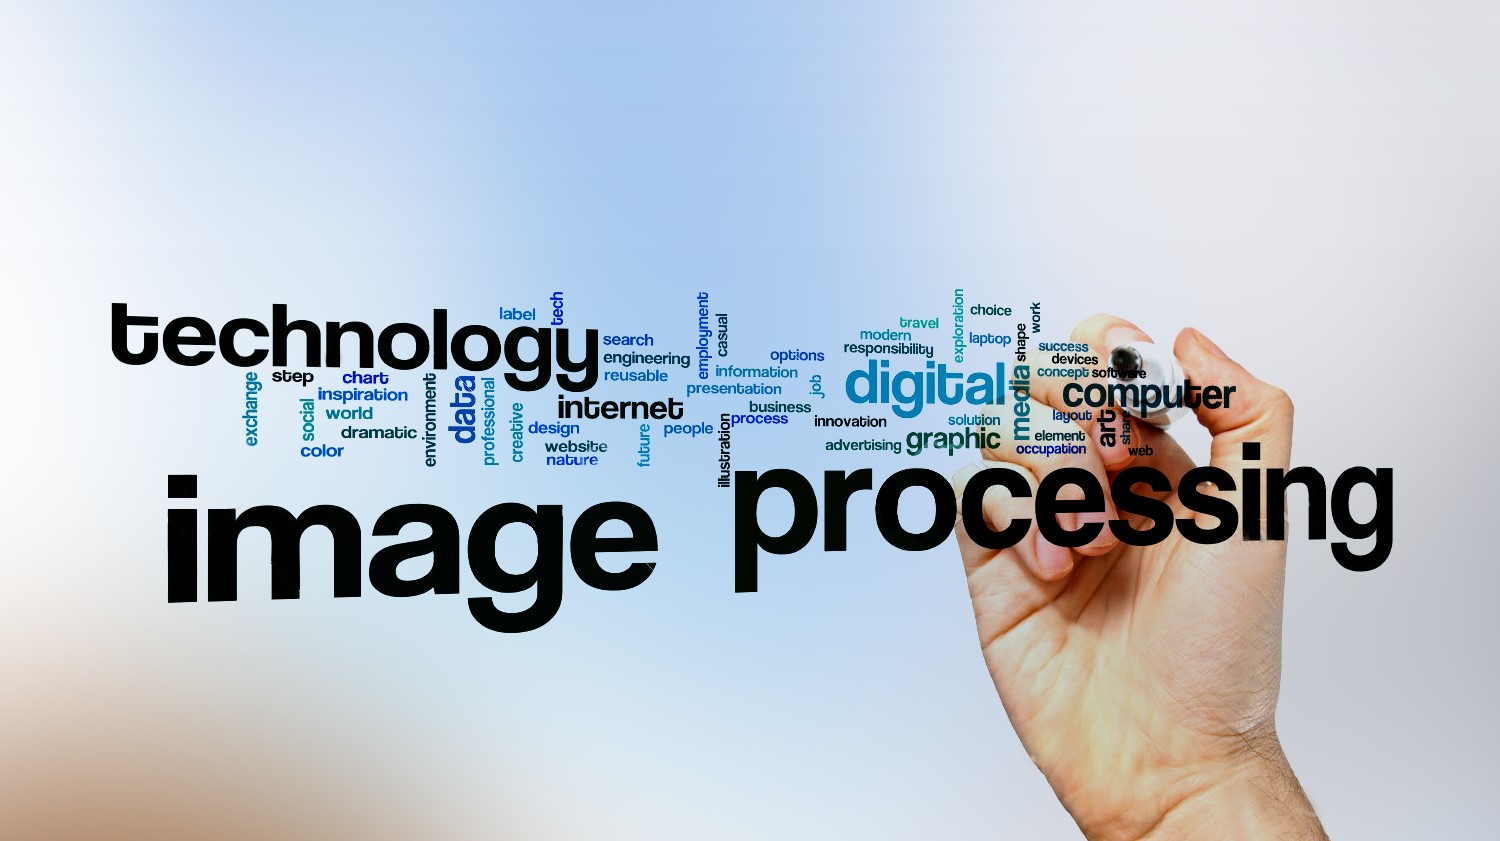 technology
label
tech
search
engineering
reusable
employment
casual
options
information
presentation
job
business
process
step
chart
inspiration
exchange
social
world
dramatic
color
environment
data
professional
creative
internet
design
website
nature
future
people
illustration
travel
modern
responsibility
exploration
choice
laptop
shape
work
success
devices
concept
software
digital
media
computer
innovation
solution
advertising
graphic
layout
element
occupation
art
share
web
image processing